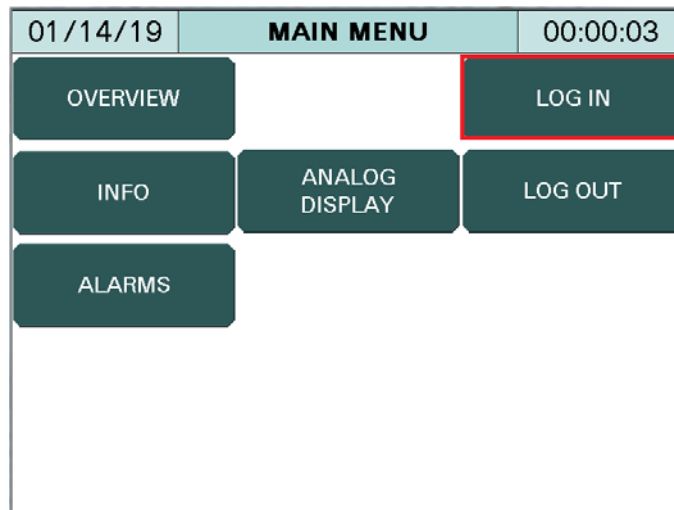 01/14/19 MAIN MENU 00:00:03
OVERVIEW LOG IN
INFO ANALOG DISPLAY LOG OUT
ALARMS